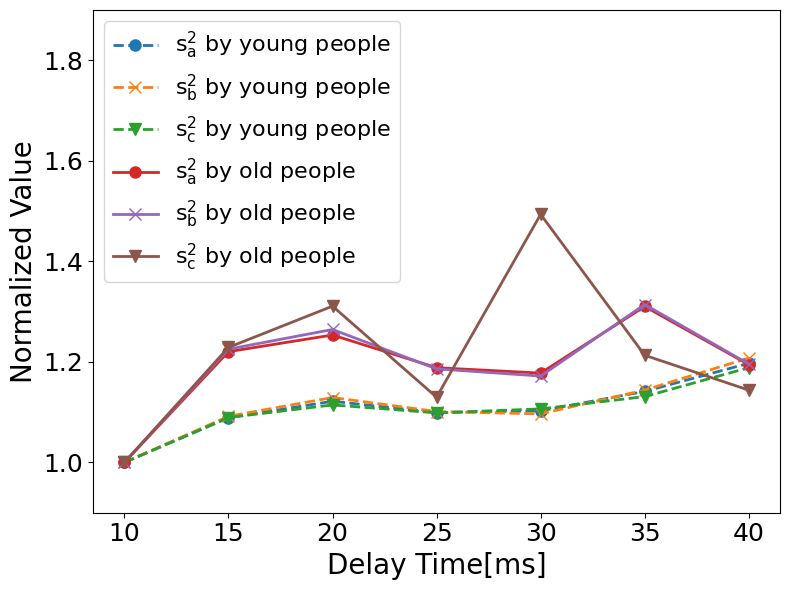 s_a^2 by young people
s_b^2 by young people
s_c^2 by young people
s_a^2 by old people
s_b^2 by old people
s_c^2 by old people
1.8
1.6
1.4
1.2
1.0
Normalized Value
10 15 20 25 30 35 40
Delay Time[ms]